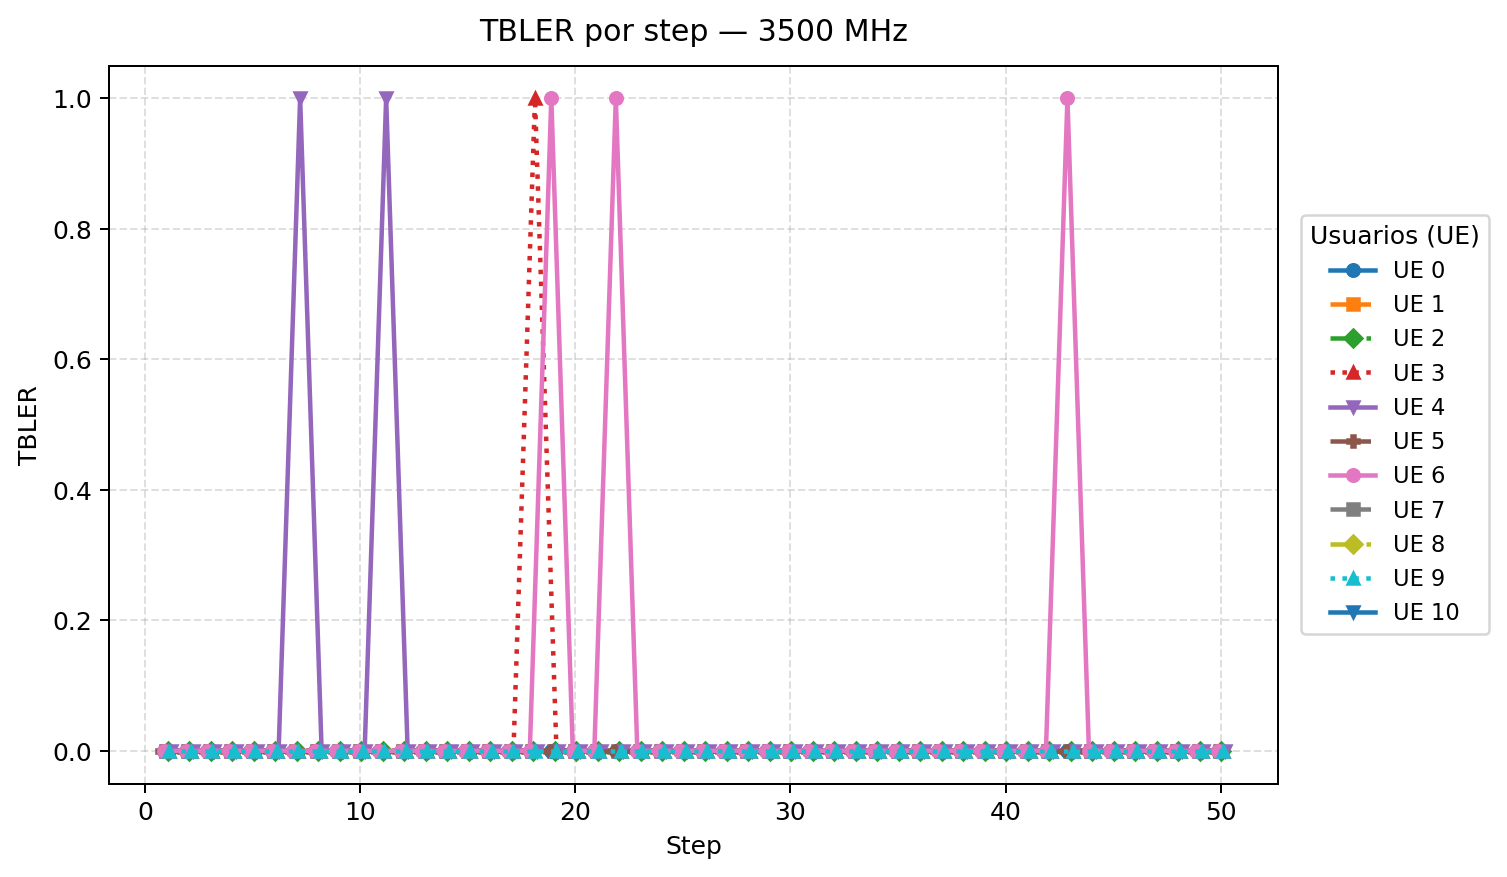 TBLER por step — 3500 MHz
1.0
0.8
0.6
0.4
0.2
0.0
TBLER
0 10 20 30 40 50
Step
Usuarios (UE)
UE 0
UE 1
UE 2
UE 3
UE 4
UE 5
UE 6
UE 7
UE 8
UE 9
UE 10